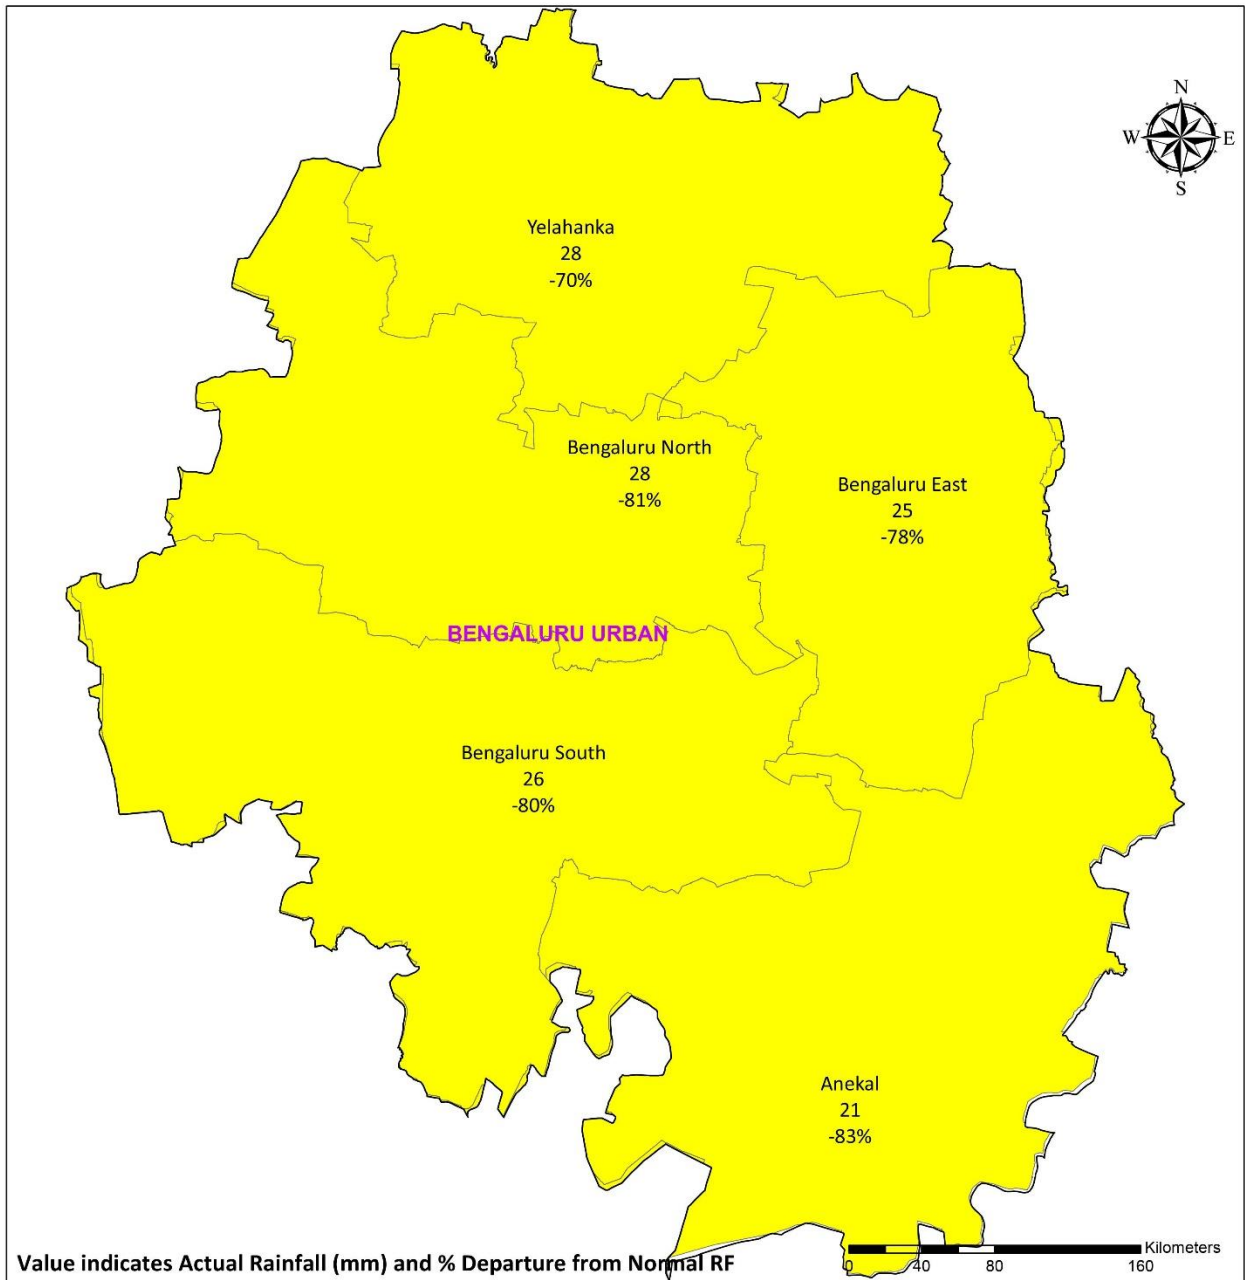 N
W E
S
Yelahanka
28
-70%
Bengaluru North
28
-81%
Bengaluru East
25
-78%
BENGALURU URBAN
Bengaluru South
26
-80%
Anekal
21
-83%
Value indicates Actual Rainfall (mm) and % Departure from Normal RF
Kilometers
0 40 80 160